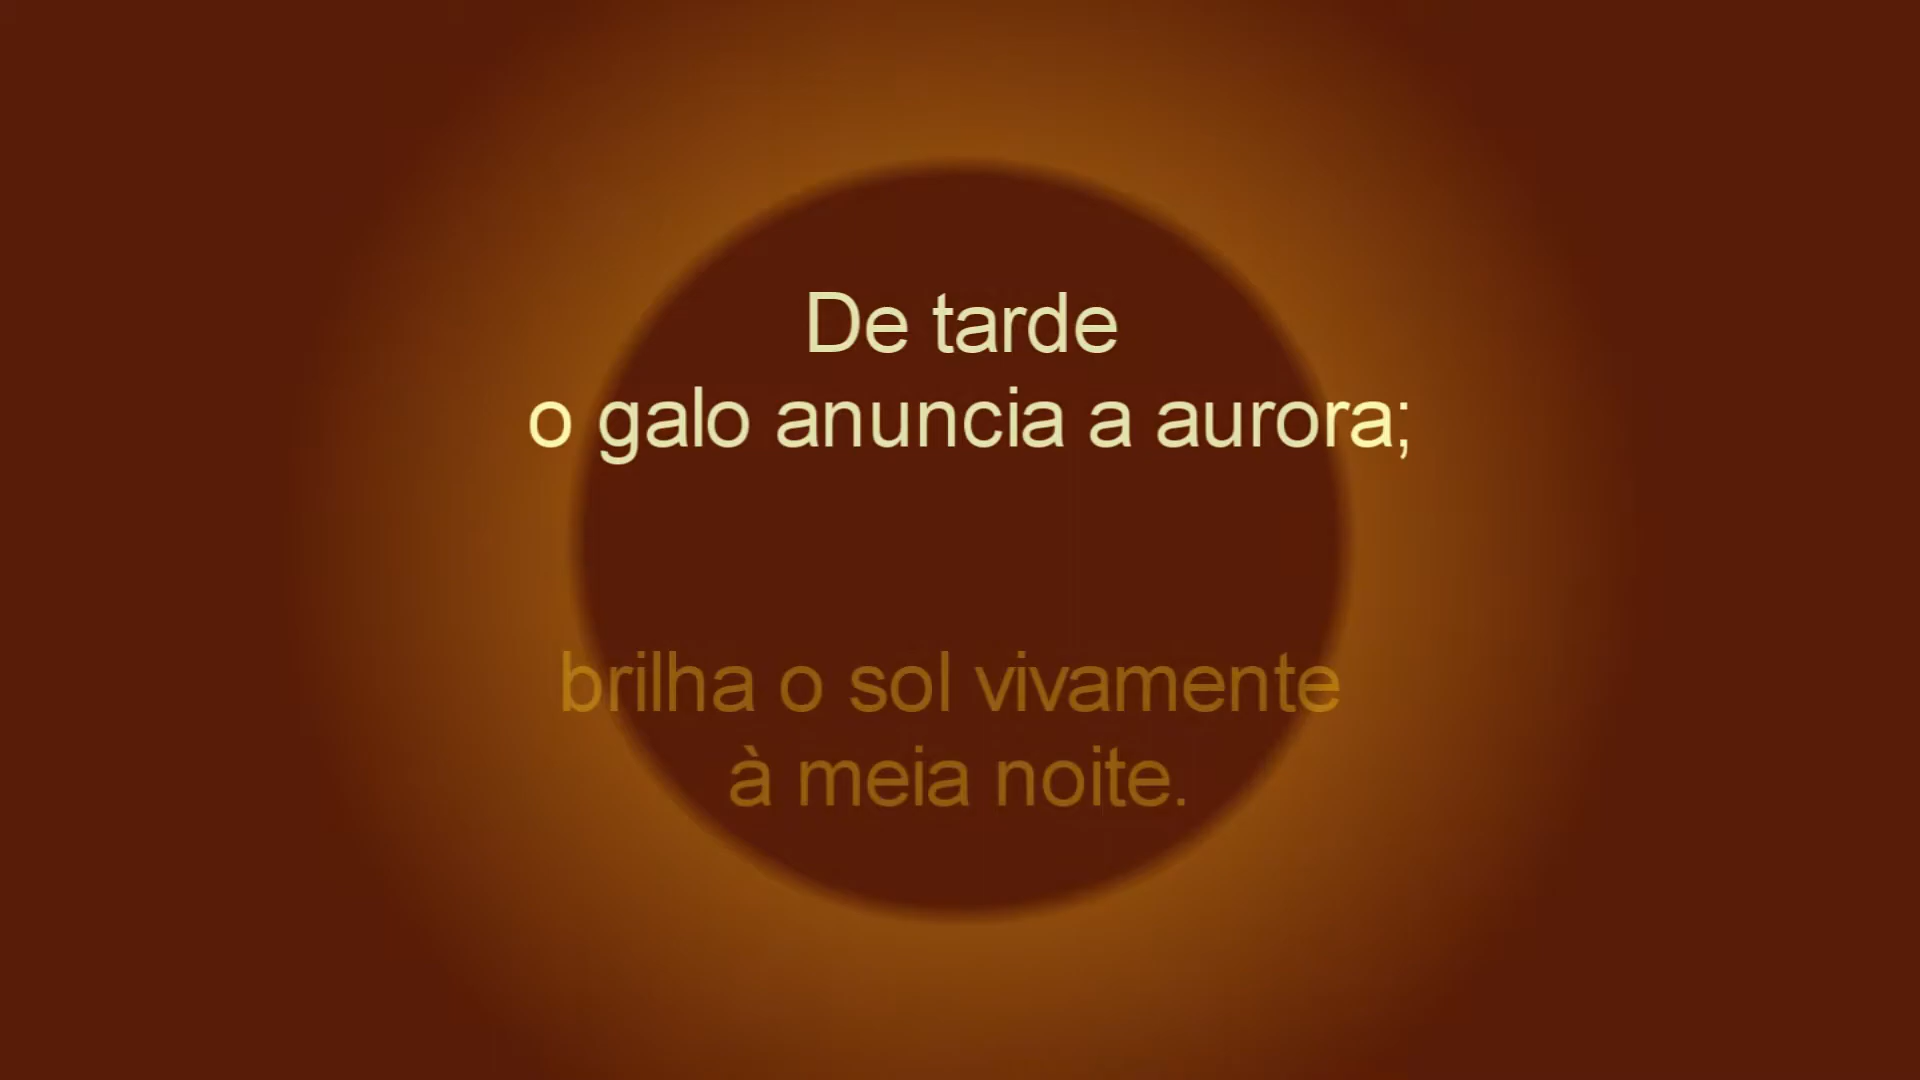 De tarde
o galo anuncia a aurora;
brilha o sol vivamente
à meia noite.